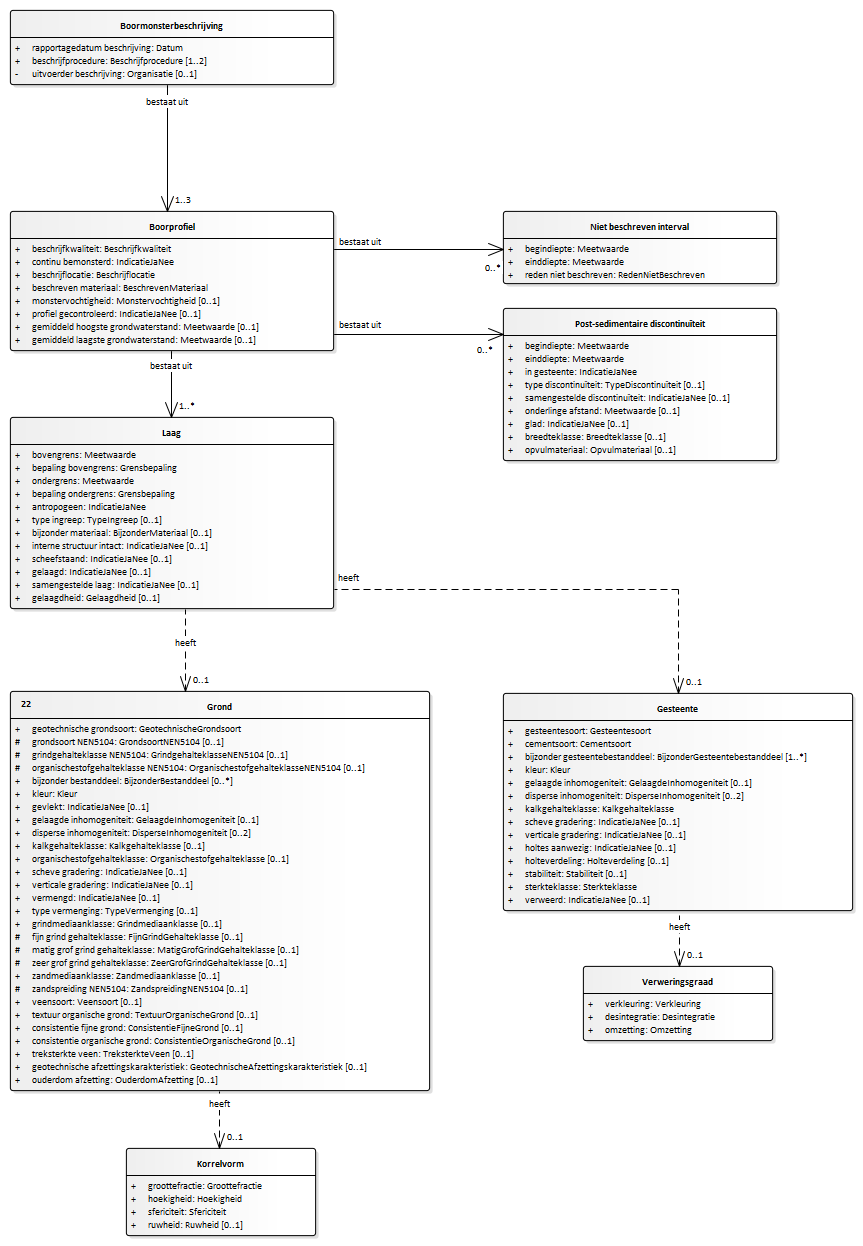 Boormonsterbeschrijving
+ rapportagedatum beschrijving: Datum
+ beschrijfprocedure: Beschrijfprocedure [1..2]
- uitvoerder beschrijving: Organisatie [0..1]
bestaat uit
1..3
Boorprofiel
+ beschrijfkwaliteit: Beschrijfkwaliteit
+ continu bemonsterd: IndicatieJaNee
+ beschrijflocatie: Beschrijflocatie
+ beschreven materiaal: BeschrevenMateriaal
+ monstervochtigheid: Monstervochtigheid [0..1]
+ profiel gecontroleerd: IndicatieJaNee [0..1]
+ gemiddeld hoogste grondwaterstand: Meetwaarde [0..1]
+ gemiddeld laagste grondwaterstand: Meetwaarde [0..1]
bestaat uit
0..*
Niet beschreven interval
+ begindiepte: Meetwaarde
+ einddiepte: Meetwaarde
+ reden niet beschreven: RedenNietBeschreven
bestaat uit
0..*
Post-sedimentaire discontinuïteit
+ begindiepte: Meetwaarde
+ einddiepte: Meetwaarde
+ in gesteente: IndicatieJaNee
+ type discontinuïteit: TypeDiscontinuïteit [0..1]
+ samengestelde discontinuïteit: IndicatieJaNee [0..1]
+ onderlinge afstand: Meetwaarde [0..1]
+ glad: IndicatieJaNee [0..1]
+ breedteklasse: Breedteklasse [0..1]
+ opvulmateriaal: Opvulmateriaal [0..1]
bestaat uit
1..*
Laag
+ bovengrens: Meetwaarde
+ bepaling bovengrens: Grensbepaling
+ ondergrens: Meetwaarde
+ bepaling ondergrens: Grensbepaling
+ antropogeen: IndicatieJaNee
+ type ingreep: TypeIngreep [0..1]
+ bijzonder materiaal: BijzonderMateriaal [0..1]
+ interne structuur intact: IndicatieJaNee [0..1]
+ scheefstaand: IndicatieJaNee [0..1]
+ gelaagd: IndicatieJaNee [0..1]
+ samengestelde laag: IndicatieJaNee [0..1]
+ gelaagdheid: Gelaagdheid [0..1]
heeft
0..1
heeft
0..1
22
Grond
+ geotechnische grondsoort: GeotechnischeGrondsoort
# grondsoort NEN5104: GrondsoortNEN5104 [0..1]
# grindgehalteklasse NEN5104: GrindgehalteklasseNEN5104 [0..1]
# organischestofgehalteklasse NEN5104: OrganischestofgehalteklasseNEN5104 [0..1]
+ bijzonder bestanddeel: BijzonderBestanddeel [0..*]
+ kleur: Kleur
+ gevlekt: IndicatieJaNee [0..1]
+ gelaagde inhomogeniteit: GelaagdeInhomogeniteit [0..1]
+ disperse inhomogeniteit: DisperseInhomogeniteit [0..2]
+ kalkgehalteklasse: Kalkgehalteklasse [0..1]
+ organischestofgehalteklasse: Organischestofgehalteklasse [0..1]
+ scheve gradering: IndicatieJaNee [0..1]
+ verticale gradering: IndicatieJaNee [0..1]
+ vermengd: IndicatieJaNee [0..1]
+ type vermenging: TypeVermenging [0..1]
+ grindmediaanklasse: Grindmediaanklasse [0..1]
# fijn grind gehalteklasse: FijnGrindGehalteklasse [0..1]
# matig grof grind gehalteklasse: MatigGrofGrindGehalteklasse [0..1]
# zeer grof grind gehalteklasse: ZeerGrofGrindGehalteklasse [0..1]
+ zandmediaanklasse: Zandmediaanklasse [0..1]
# zandspreiding NEN5104: ZandspreidingNEN5104 [0..1]
+ veensoort: Veensoort [0..1]
+ textuur organische grond: TextuurOrganischeGrond [0..1]
+ consistentie fijne grond: ConsistentieFijneGrond [0..1]
+ consistentie organische grond: ConsistentieOrganischeGrond [0..1]
+ treksterkte veen: TreksterkteVeen [0..1]
+ geotechnische afzettingskarakteristiek: GeotechnischeAfzettingskarakteristiek [0..1]
+ ouderdom afzetting: OuderdomAfzetting [0..1]
Gesteente
+ gesteentesoort: Gesteentesoort
+ cementsoort: Cementsoort
+ bijzonder gesteentebestanddeel: BijzonderGesteentebestanddeel [1..*]
+ kleur: Kleur
+ gelaagde inhomogeniteit: GelaagdeInhomogeniteit [0..1]
+ disperse inhomogeniteit: DisperseInhomogeniteit [0..2]
+ kalkgehalteklasse: Kalkgehalteklasse
+ scheve gradering: IndicatieJaNee [0..1]
+ verticale gradering: IndicatieJaNee [0..1]
+ holtes aanwezig: IndicatieJaNee [0..1]
+ holteverdeling: Holteverdeling [0..1]
+ stabiliteit: Stabiliteit [0..1]
+ sterkteklasse: Sterkteklasse
+ verweerd: IndicatieJaNee [0..1]
heeft
0..1
Verweringsgraad
+ verkleuring: Verkleuring
+ desintegratie: Desintegratie
+ omzetting: Omzetting
heeft
0..1
Korrelvorm
+ groottefractie: Groottefractie
+ hoekigheid: Hoekigheid
+ sfericiteit: Sfericiteit
+ ruwheid: Ruwheid [0..1]